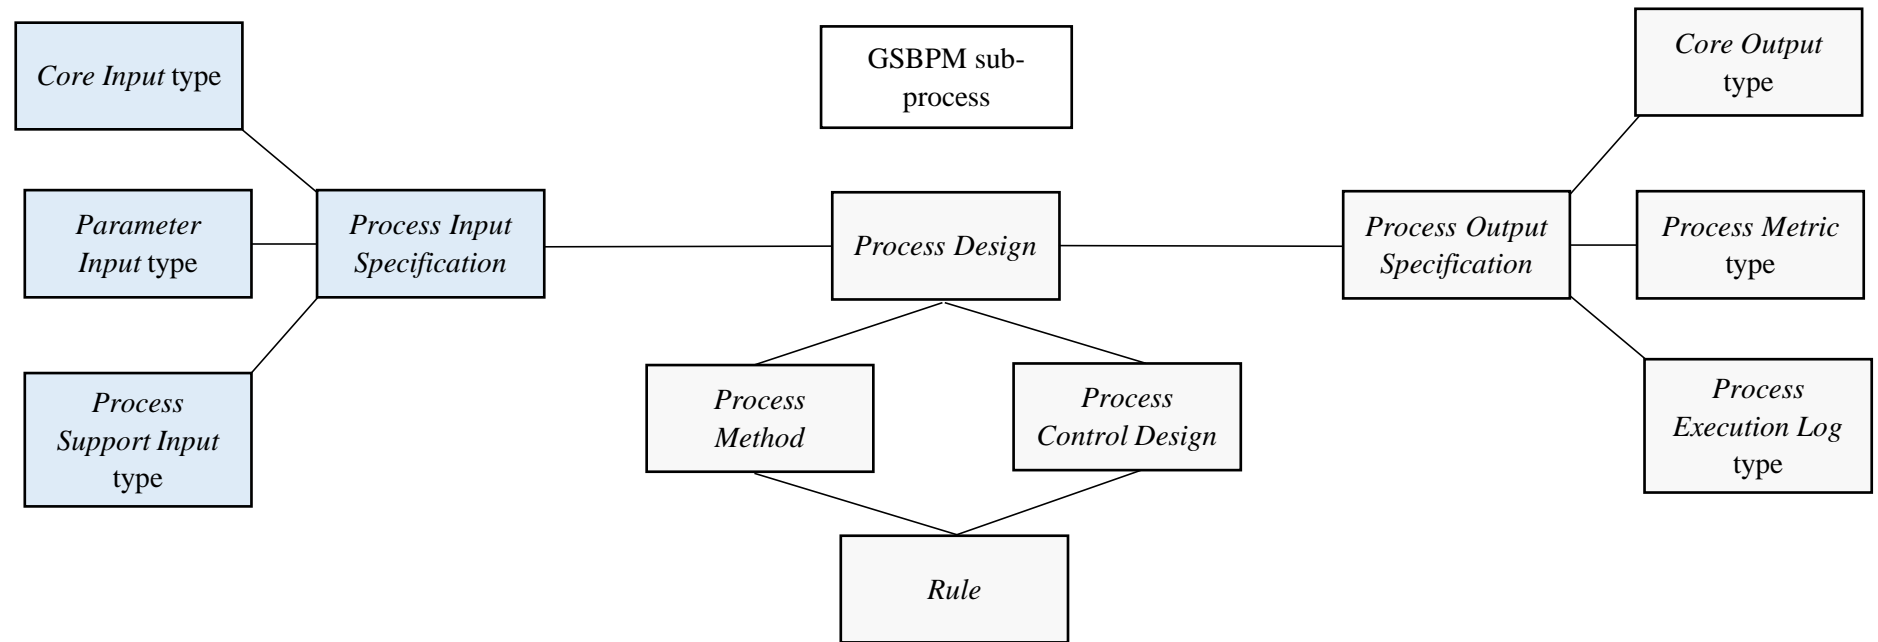 Core Input type
Parameter
Input type
Process
Support Input
type
Process Input
Specification
GSBPM sub-
process
Process Design
Process
Method
Process
Control Design
Rule
Process Output
Specification
Core Output
type
Process Metric
type
Process
Execution Log
type